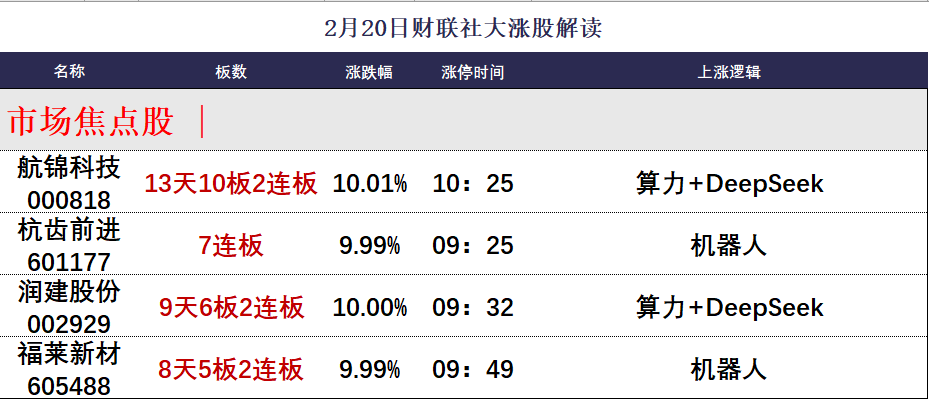 2月20日财联社大涨股解读
名称 板数 涨跌幅 涨停时间 上涨逻辑
市场焦点股 |
航锦科技
000818 13天10板2连板 10.01% 10：25 算力+DeepSeek
杭齿前进
601177 7连板 9.99% 09：25 机器人
润建股份
002929 9天6板2连板 10.00% 09：32 算力+DeepSeek
福莱新材
605488 8天5板2连板 9.99% 09：49 机器人